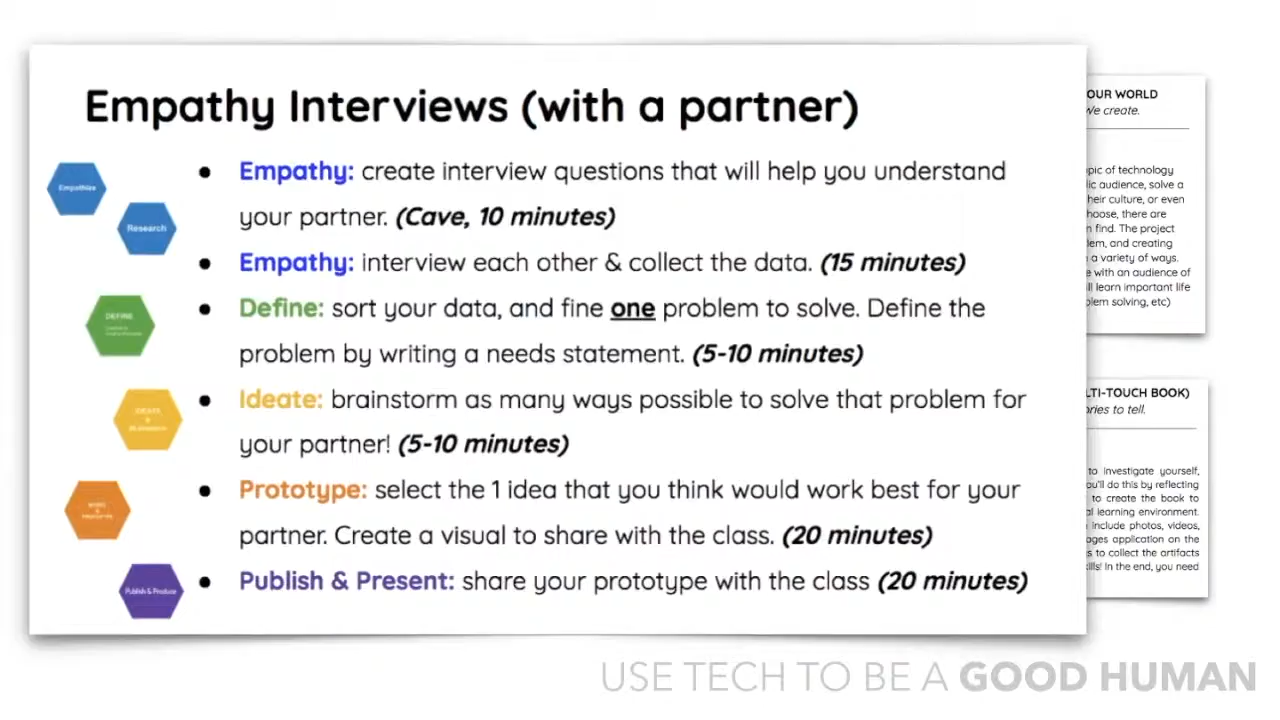 Empathy Interviews (with a partner)
Empathize
Research
DEFINE
IDEATE
&
Publish & Produce
• Empathy: create interview questions that will help you understand
your partner. (Cave, 10 minutes)
• Empathy: interview each other & collect the data. (15 minutes)
• Define: sort your data, and fine one problem to solve. Define the
problem by writing a needs statement. (5-10 minutes)
• Ideate: brainstorm as many ways possible to solve that problem for
your partner! (5-10 minutes)
• Prototype: select the 1 idea that you think would work best for your
partner. Create a visual to share with the class. (20 minutes)
• Publish & Present: share your prototype with the class (20 minutes)
OUR WORLD
We create.
pic of technology
lic audience, solve a
heir culture, or even
hoose, there are
n find. The project
lem, and creating
a variety of ways.
e with an audience of
ll learn important life
blem solving, etc)
LTI-TOUCH BOOK)
ories to tell.
to investigate yourself,
ou'll do this by reflecting
to create the book to
al learning environment.
include photos, videos,
ages application on the
s to collect the artifacts
ills! In the end, you need
USE TECH TO BE A GOOD HUMAN